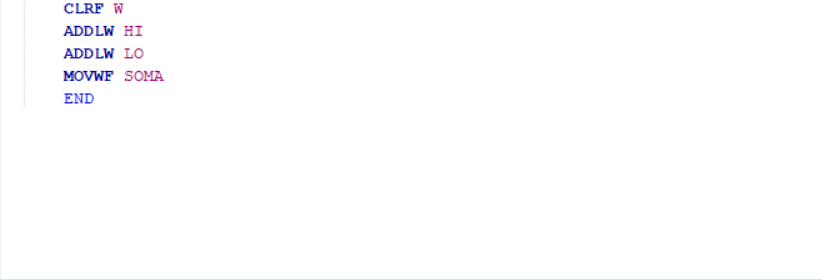 CLRF W
ADDLW HI
ADDLW LO
MOVWF SOMA
END